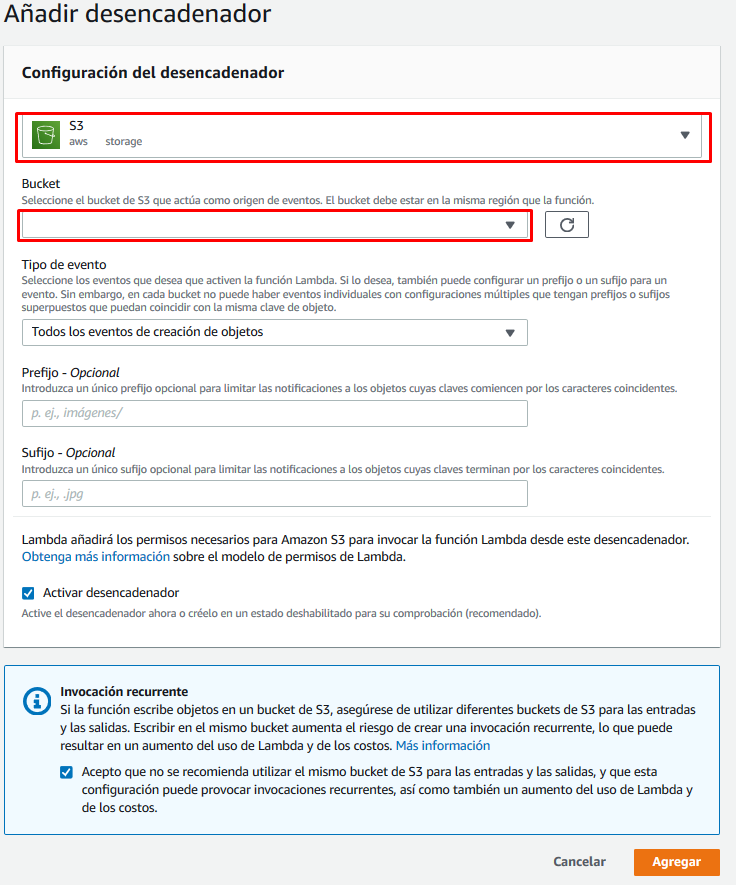 Añadir desencadenador
Configuración del desencadenador
S3
aws storage
Bucket
Seleccione el bucket de S3 que actúa como origen de eventos. El bucket debe estar en la misma región que la función.
Tipo de evento
Seleccione los eventos que desea que activen la función Lambda. Si lo desea, también puede configurar un prefijo o un sufijo para un
evento. Sin embargo, en cada bucket no puede haber eventos individuales con configuraciones múltiples que tengan prefijos o sufijos
superpuestos que puedan coincidir con la misma clave de objeto.
Todos los eventos de creación de objetos
Prefijo - Opcional
Introduzca un único prefijo opcional para limitar las notificaciones a los objetos cuyas claves comiencen por los caracteres coincidentes.
p. ej., imágenes/
Sufijo - Opcional
Introduzca un único sufijo opcional para limitar las notificaciones a los objetos cuyas claves terminan por los caracteres coincidentes.
p. ej., .jpg
Lambda añadirá los permisos necesarios para Amazon S3 para invocar la función Lambda desde este desencadenador.
Obtenga más información sobre el modelo de permisos de Lambda.
Activar desencadenador
Active el desencadenador ahora o créelo en un estado deshabilitado para su comprobación (recomendado).
Invocación recurrente
Si la función escribe objetos en un bucket de S3, asegúrese de utilizar diferentes buckets de S3 para las entradas
y las salidas. Escribir en el mismo bucket aumenta el riesgo de crear una invocación recurrente, lo que puede
resultar en un aumento del uso de Lambda y de los costos. Más información
Acepto que no se recomienda utilizar el mismo bucket de S3 para las entradas y las salidas, y que esta
configuración puede provocar invocaciones recurrentes, así como también un aumento del uso de Lambda y
de los costos.
Cancelar Agregar